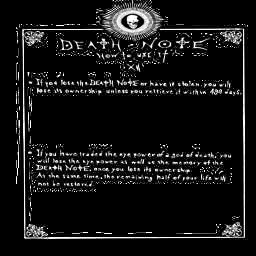 DEATH NOTE
HOW TO USE IT
XI
If you lose the DEATH NOTE or have it stolen, you will
lose its ownership unless you retrieve it within 490 days.
If you have traded the eye power of a god of death, you
will lose the eye power as well as the memory of the
DEATH NOTE, once you lose its ownership.
At the same time, the remaining half of your life will
not be restored.